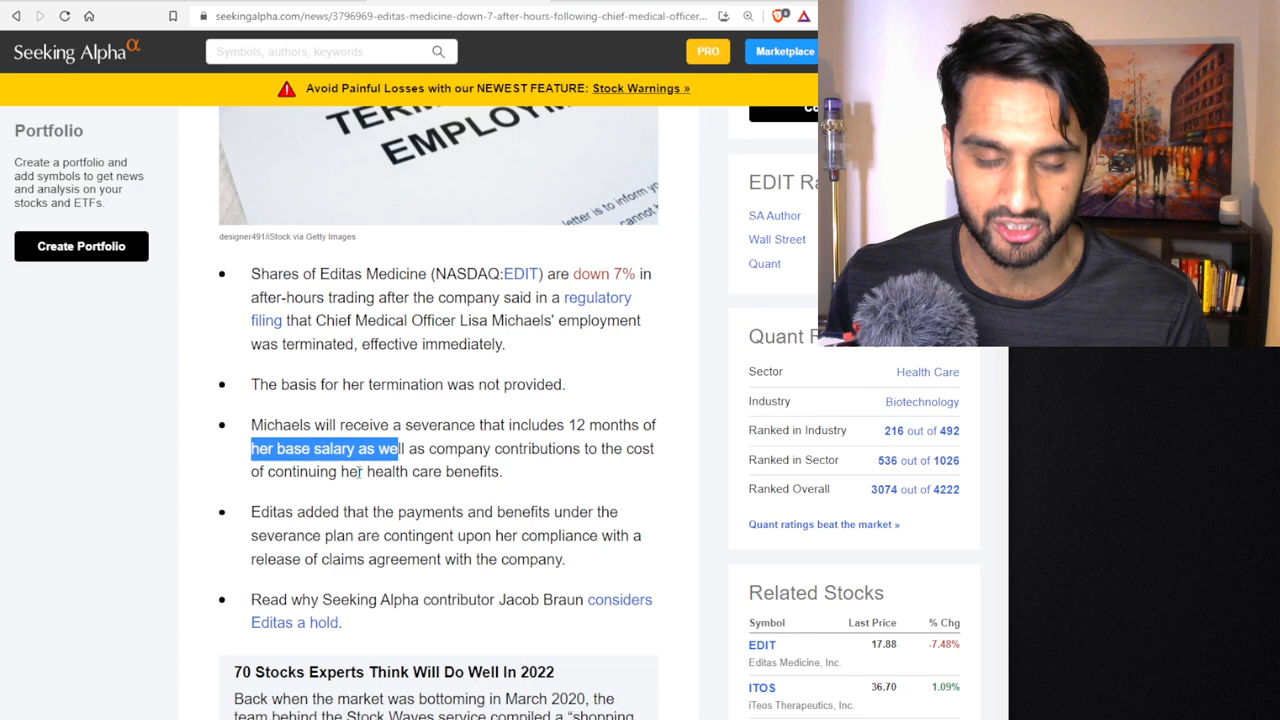 seekingalpha.com/news/3796969-editas-medicine-down-7-after-hours-following-chief-medical-officer...
Seeking Alpha α
Symbols, authors, keywords
PRO
Marketplace
Avoid Painful Losses with our NEWEST FEATURE: Stock Warnings »
Portfolio
Create a portfolio and
add symbols to get news
and analysis on your
stocks and ETFs.
Create Portfolio
EMPLOY
letter is to inform
cannot
designer491/iStock via Getty Images
Shares of Editas Medicine (NASDAQ:EDIT) are down 7% in
after-hours trading after the company said in a regulatory
filing that Chief Medical Officer Lisa Michaels' employment
was terminated, effective immediately.
The basis for her termination was not provided.
Michaels will receive a severance that includes 12 months of
her base salary as well as company contributions to the cost
of continuing her health care benefits.
Editas added that the payments and benefits under the
severance plan are contingent upon her compliance with a
release of claims agreement with the company.
Read why Seeking Alpha contributor Jacob Braun considers
Editas a hold.
70 Stocks Experts Think Will Do Well In 2022
Back when the market was bottoming in March 2020, the
team behind the Stock Waves service compiled a "shopping
EDIT Ra
SA Author
Wall Street
Quant
Quant R
Sector Health Care
Industry Biotechnology
Ranked in Industry 216 out of 492
Ranked in Sector 536 out of 1026
Ranked Overall 3074 out of 4222
Quant ratings beat the market »
Related Stocks
Symbol Last Price % Chg
EDIT 17.88 -7.48%
Editas Medicine, Inc.
ITOS 36.70 1.09%
iTeos Therapeutics, Inc.